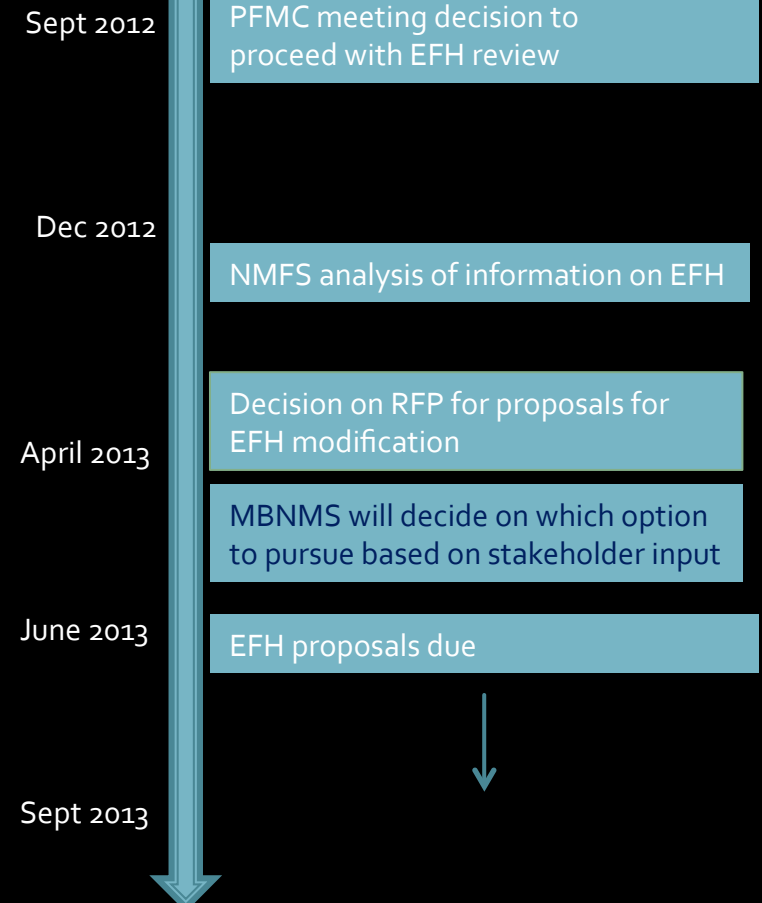 Sept 2012
PFMC meeting decision to
proceed with EFH review
Dec 2012
NMFS analysis of information on EFH
Decision on RFP for proposals for
EFH modification
April 2013
MBNMS will decide on which option
to pursue based on stakeholder input
June 2013
EFH proposals due
Sept 2013